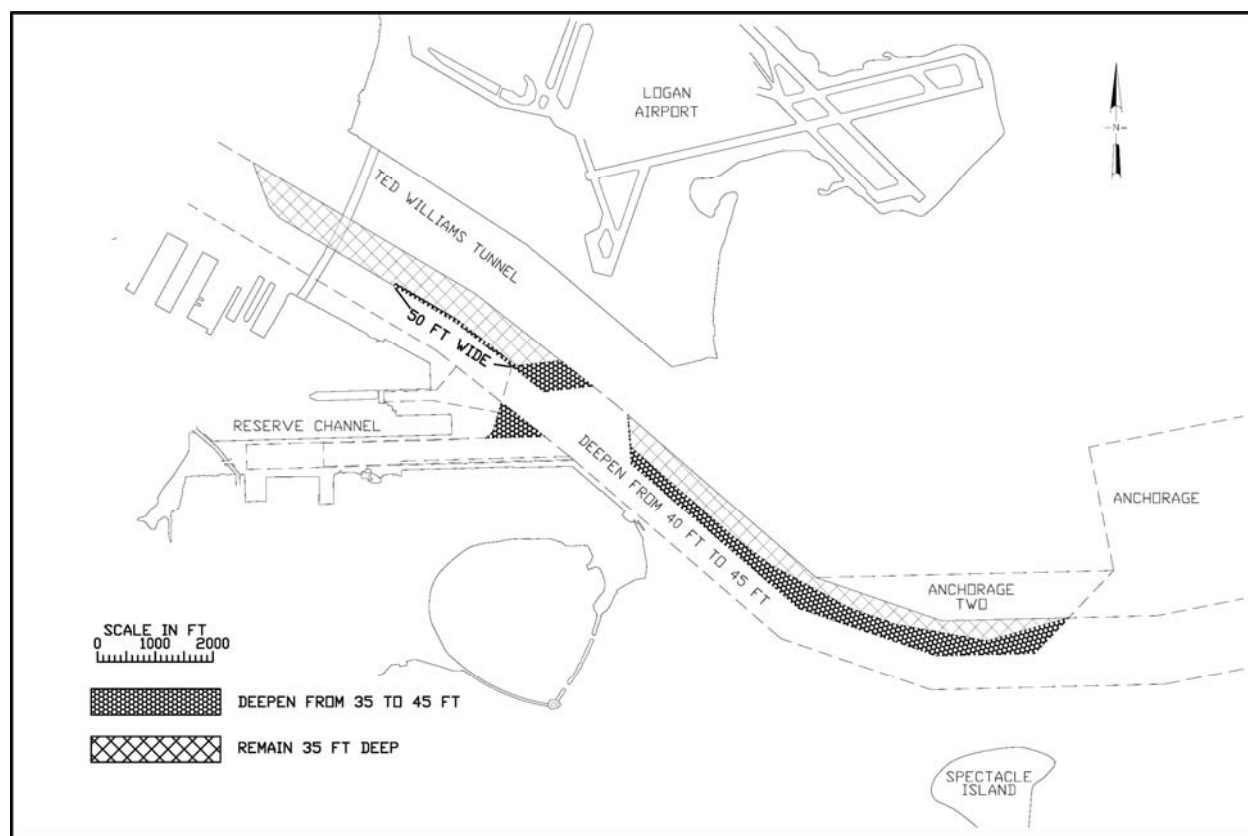 LOGAN
AIRPORT
-N-
TED WILLIAMS TUNNEL
50 FT WIDE
RESERVE CHANNEL
DEEPEN FROM 40 FT TO 45 FT
ANCHORAGE
ANCHORAGE
TWO
SCALE IN FT
0 1000 2000
DEEPEN FROM 35 TO 45 FT
REMAIN 35 FT DEEP
SPECTACLE
ISLAND